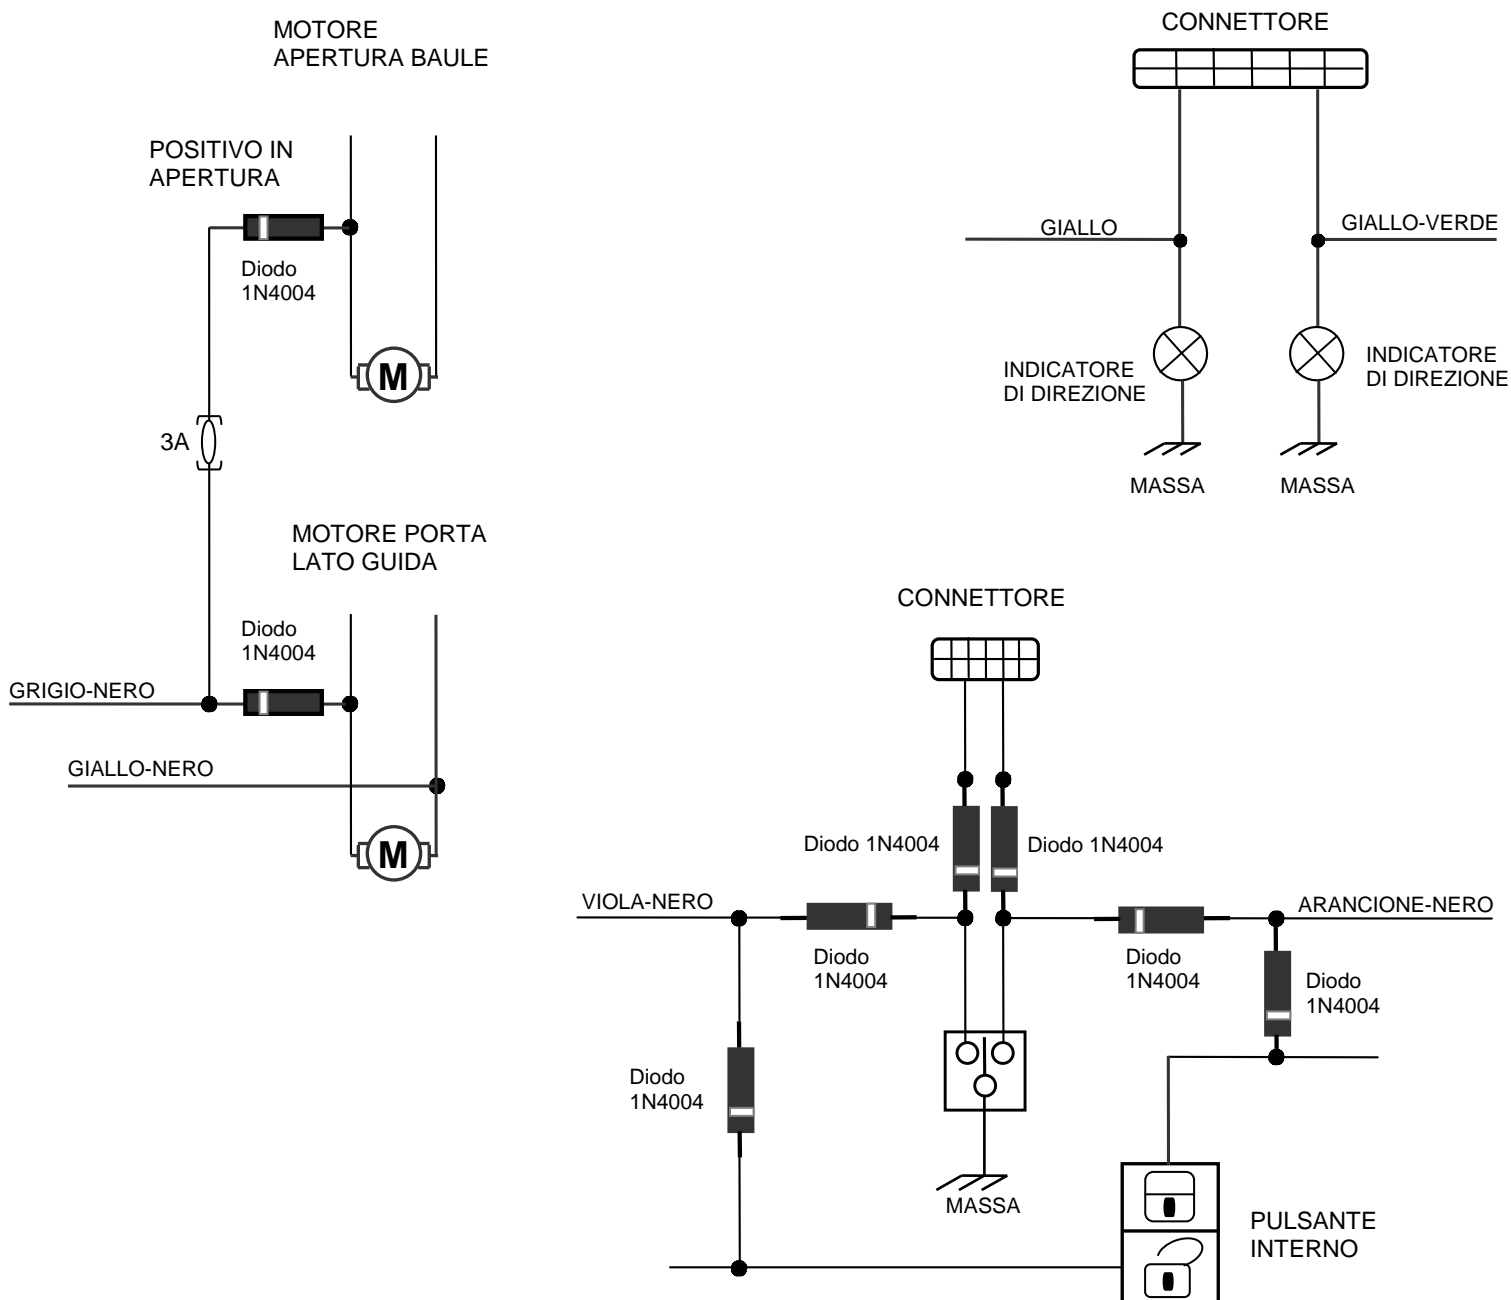 MOTORE
APERTURA BAULE
POSITIVO IN
APERTURA
Diodo
1N4004
M
3A
MOTORE PORTA
LATO GUIDA
Diodo
1N4004
GRIGIO-NERO
GIALLO-NERO
M
CONNETTORE
GIALLO
GIALLO-VERDE
INDICATORE
DI DIREZIONE
INDICATORE
DI DIREZIONE
MASSA
MASSA
CONNETTORE
Diodo 1N4004
Diodo 1N4004
VIOLA-NERO
ARANCIONE-NERO
Diodo
1N4004
Diodo
1N4004
Diodo
1N4004
Diodo
1N4004
MASSA
PULSANTE
INTERNO